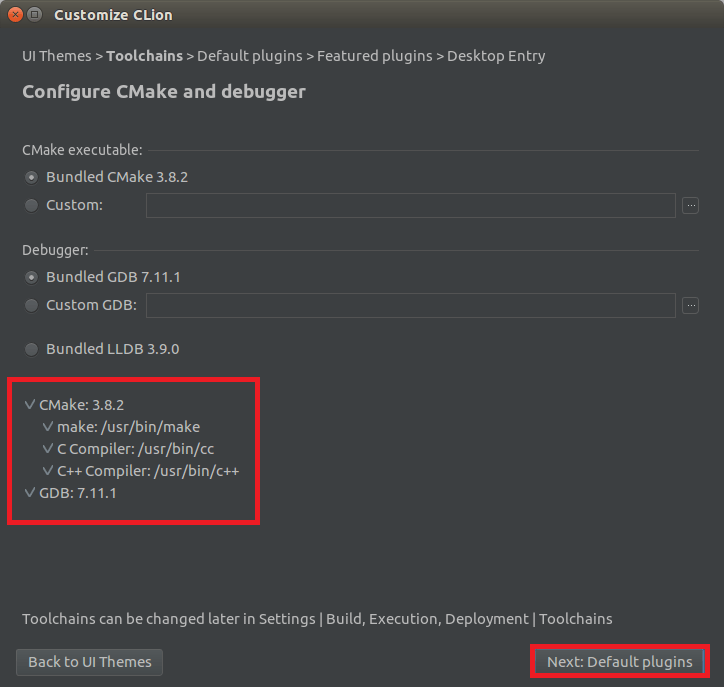 Customize CLion
UI Themes > Toolchains > Default plugins > Featured plugins > Desktop Entry
Configure CMake and debugger
CMake executable:
Bundled CMake 3.8.2
Custom:
...
Debugger:
Bundled GDB 7.11.1
Custom GDB:
...
Bundled LLDB 3.9.0
CMake: 3.8.2
make: /usr/bin/make
C Compiler: /usr/bin/cc
C++ Compiler: /usr/bin/c++
GDB: 7.11.1
Toolchains can be changed later in Settings | Build, Execution, Deployment | Toolchains
Back to UI Themes
Next: Default plugins